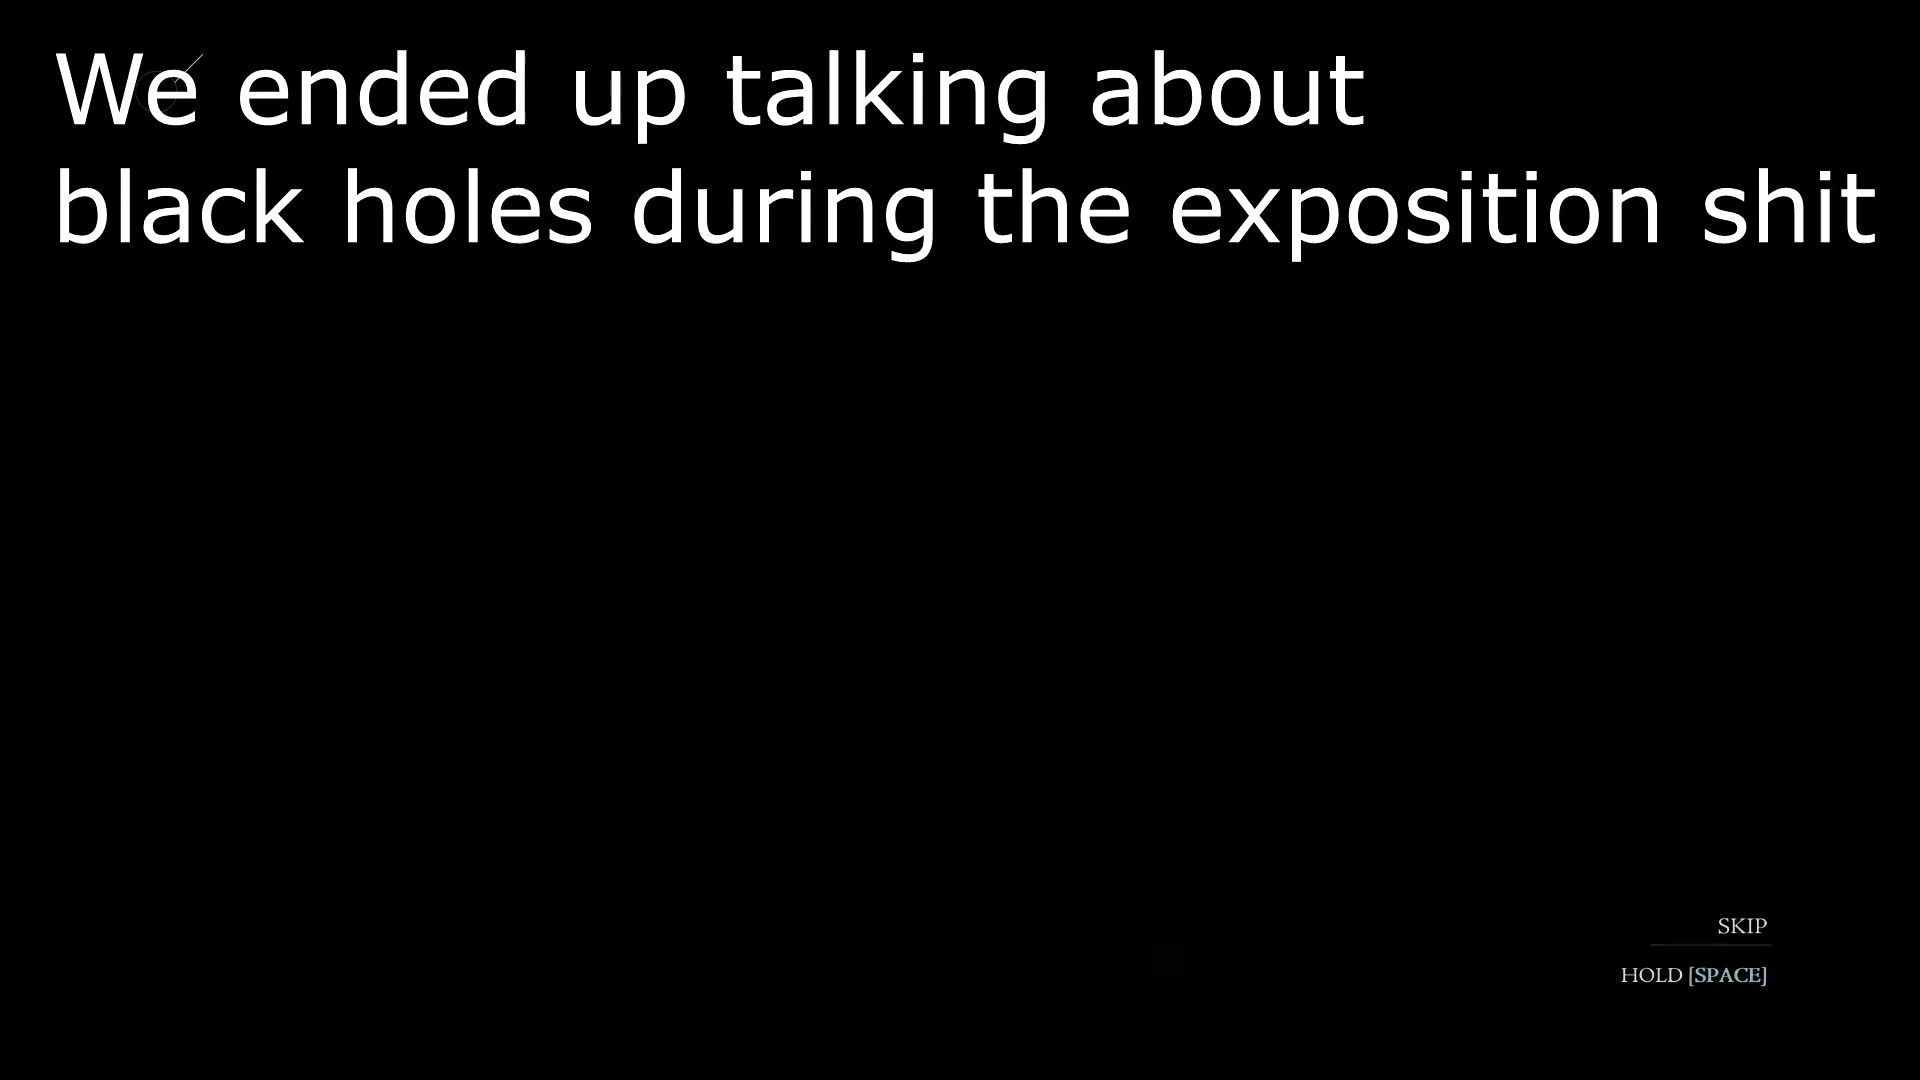 We ended up talking about
black holes during the exposition shit
SKIP
HOLD [SPACE]